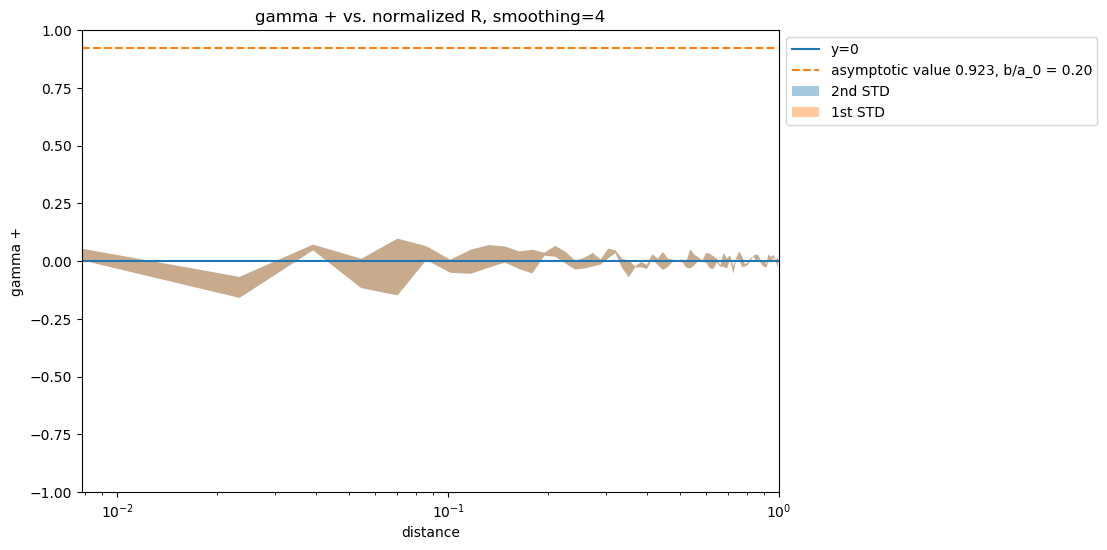 gamma + vs. normalized R, smoothing=4
1.00
0.75
0.50
0.25
0.00
−0.25
−0.50
−0.75
−1.00
gamma +
10⁻²
10⁻¹
10⁰
distance
y=0
asymptotic value 0.923, b/a_0 = 0.20
2nd STD
1st STD